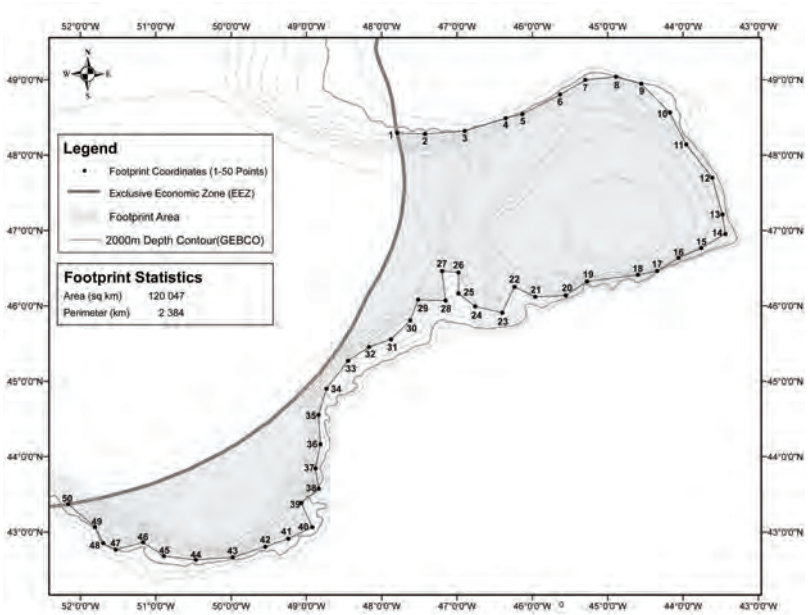 52°0'0"W 51°0'0"W 50°0'0"W 49°0'0"W 48°0'0"W 47°0'0"W 46°0'0"W 45°0'0"W 44°0'0"W 43°0'0"W
N
W E
S
49°0'0"N 49°0'0"N
48°0'0"N 48°0'0"N
47°0'0"N 47°0'0"N
46°0'0"N 46°0'0"N
45°0'0"N 45°0'0"N
44°0'0"N 44°0'0"N
43°0'0"N 43°0'0"N
Legend
Footprint Coordinates (1-50 Points)
Exclusive Economic Zone (EEZ)
Footprint Area
2000m Depth Contour(GEBCO)
Footprint Statistics
Area (sq km) 120 047
Perimeter (km) 2 384
1
2
3
4
5
6
7
8
9
10
11
12
13
14
15
16
17
18
19
20
21
22
23
24
25
26
27
28
29
30
31
32
33
34
35
36
37
38
39
40
41
42
43
44
45
46
47
48
49
50
52°0'0"W 51°0'0"W 50°0'0"W 49°0'0"W 48°0'0"W 47°0'0"W 46°0'0"W 45°0'0"W 44°0'0"W 43°0'0"W